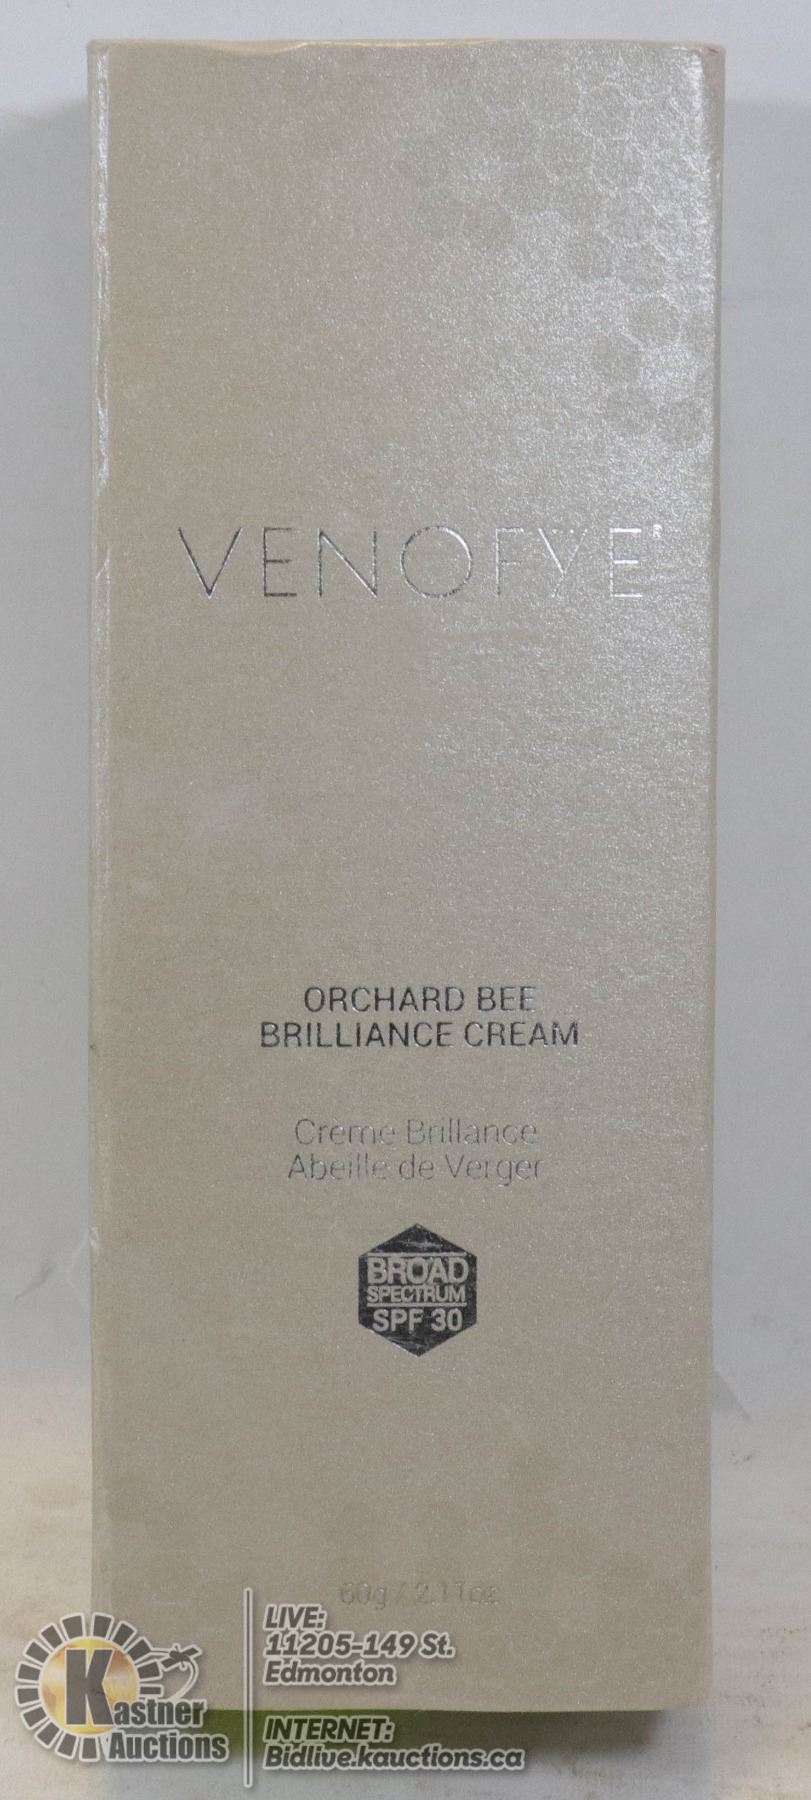 VENOFYE®
ORCHARD BEE
BRILLIANCE CREAM
Creme Brillance
Abeille de Verger
BROAD
SPECTRUM
SPF 30
60g / 2.11oz
Kastner
Auctions
LIVE:
11205-149 St.
Edmonton
INTERNET:
Bidlive.kauctions.ca